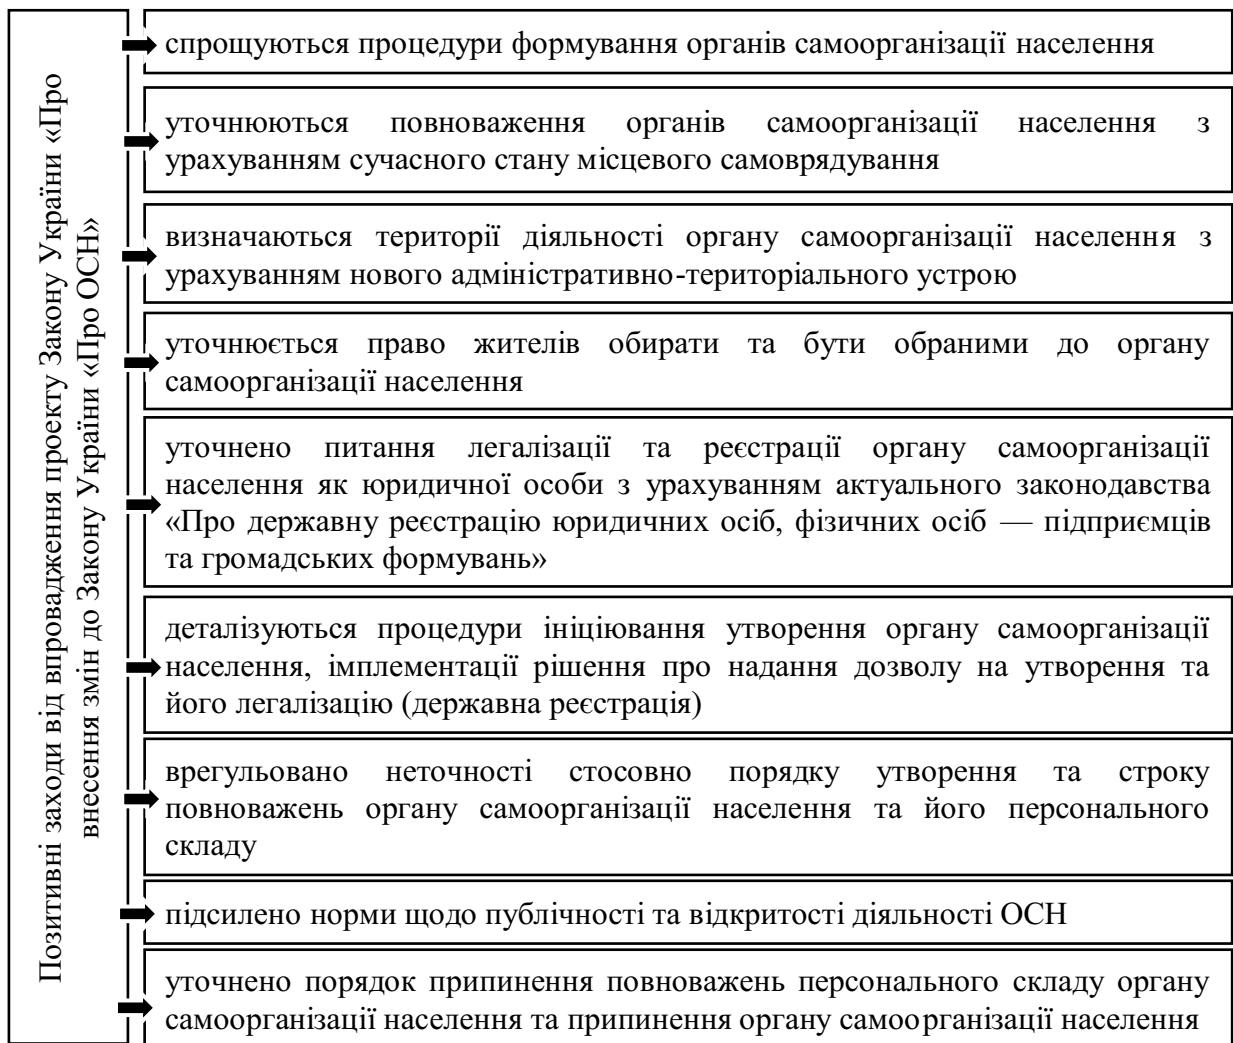 Позитивні заходи від впровадження проекту Закону України «Про
внесення змін до Закону України «Про ОСН»
спрощуються процедури формування органів самоорганізації населення
уточнюються повноваження органів самоорганізації населення з
урахуванням сучасного стану місцевого самоврядування
визначаються території діяльності органу самоорганізації населення з
урахуванням нового адміністративно-територіального устрою
уточнюється право жителів обирати та бути обраними до органу
самоорганізації населення
уточнено питання легалізації та реєстрації органу самоорганізації
населення як юридичної особи з урахуванням актуального законодавства
«Про державну реєстрацію юридичних осіб, фізичних осіб — підприємців
та громадських формувань»
деталізуються процедури ініціювання утворення органу самоорганізації
населення, імплементації рішення про надання дозволу на утворення та
його легалізацію (державна реєстрація)
врегульовано неточності стосовно порядку утворення та строку
повноважень органу самоорганізації населення та його персонального
складу
підсилено норми щодо публічності та відкритості діяльності ОСН
уточнено порядок припинення повноважень персонального складу органу
самоорганізації населення та припинення органу самоорганізації населення